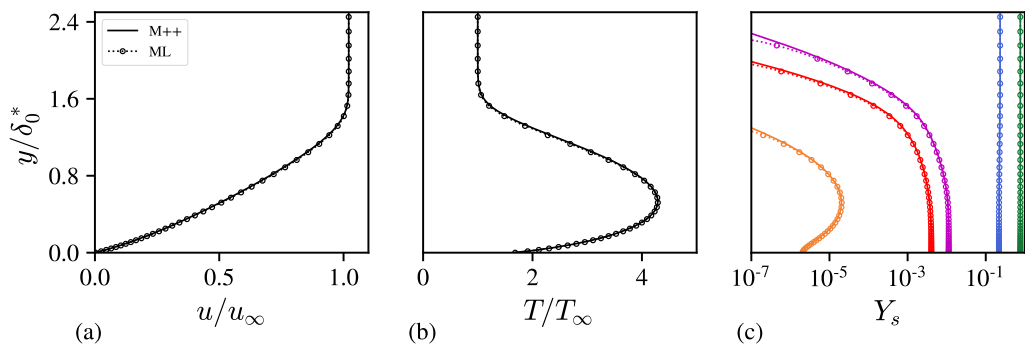 2.4
1.6
0.8
0.0
y/δ₀*
M++
ML
0.0 0.5 1.0
u/u∞
(a)
0 2 4
T/T∞
(b)
10⁻⁷ 10⁻⁵ 10⁻³ 10⁻¹
Yₛ
(c)